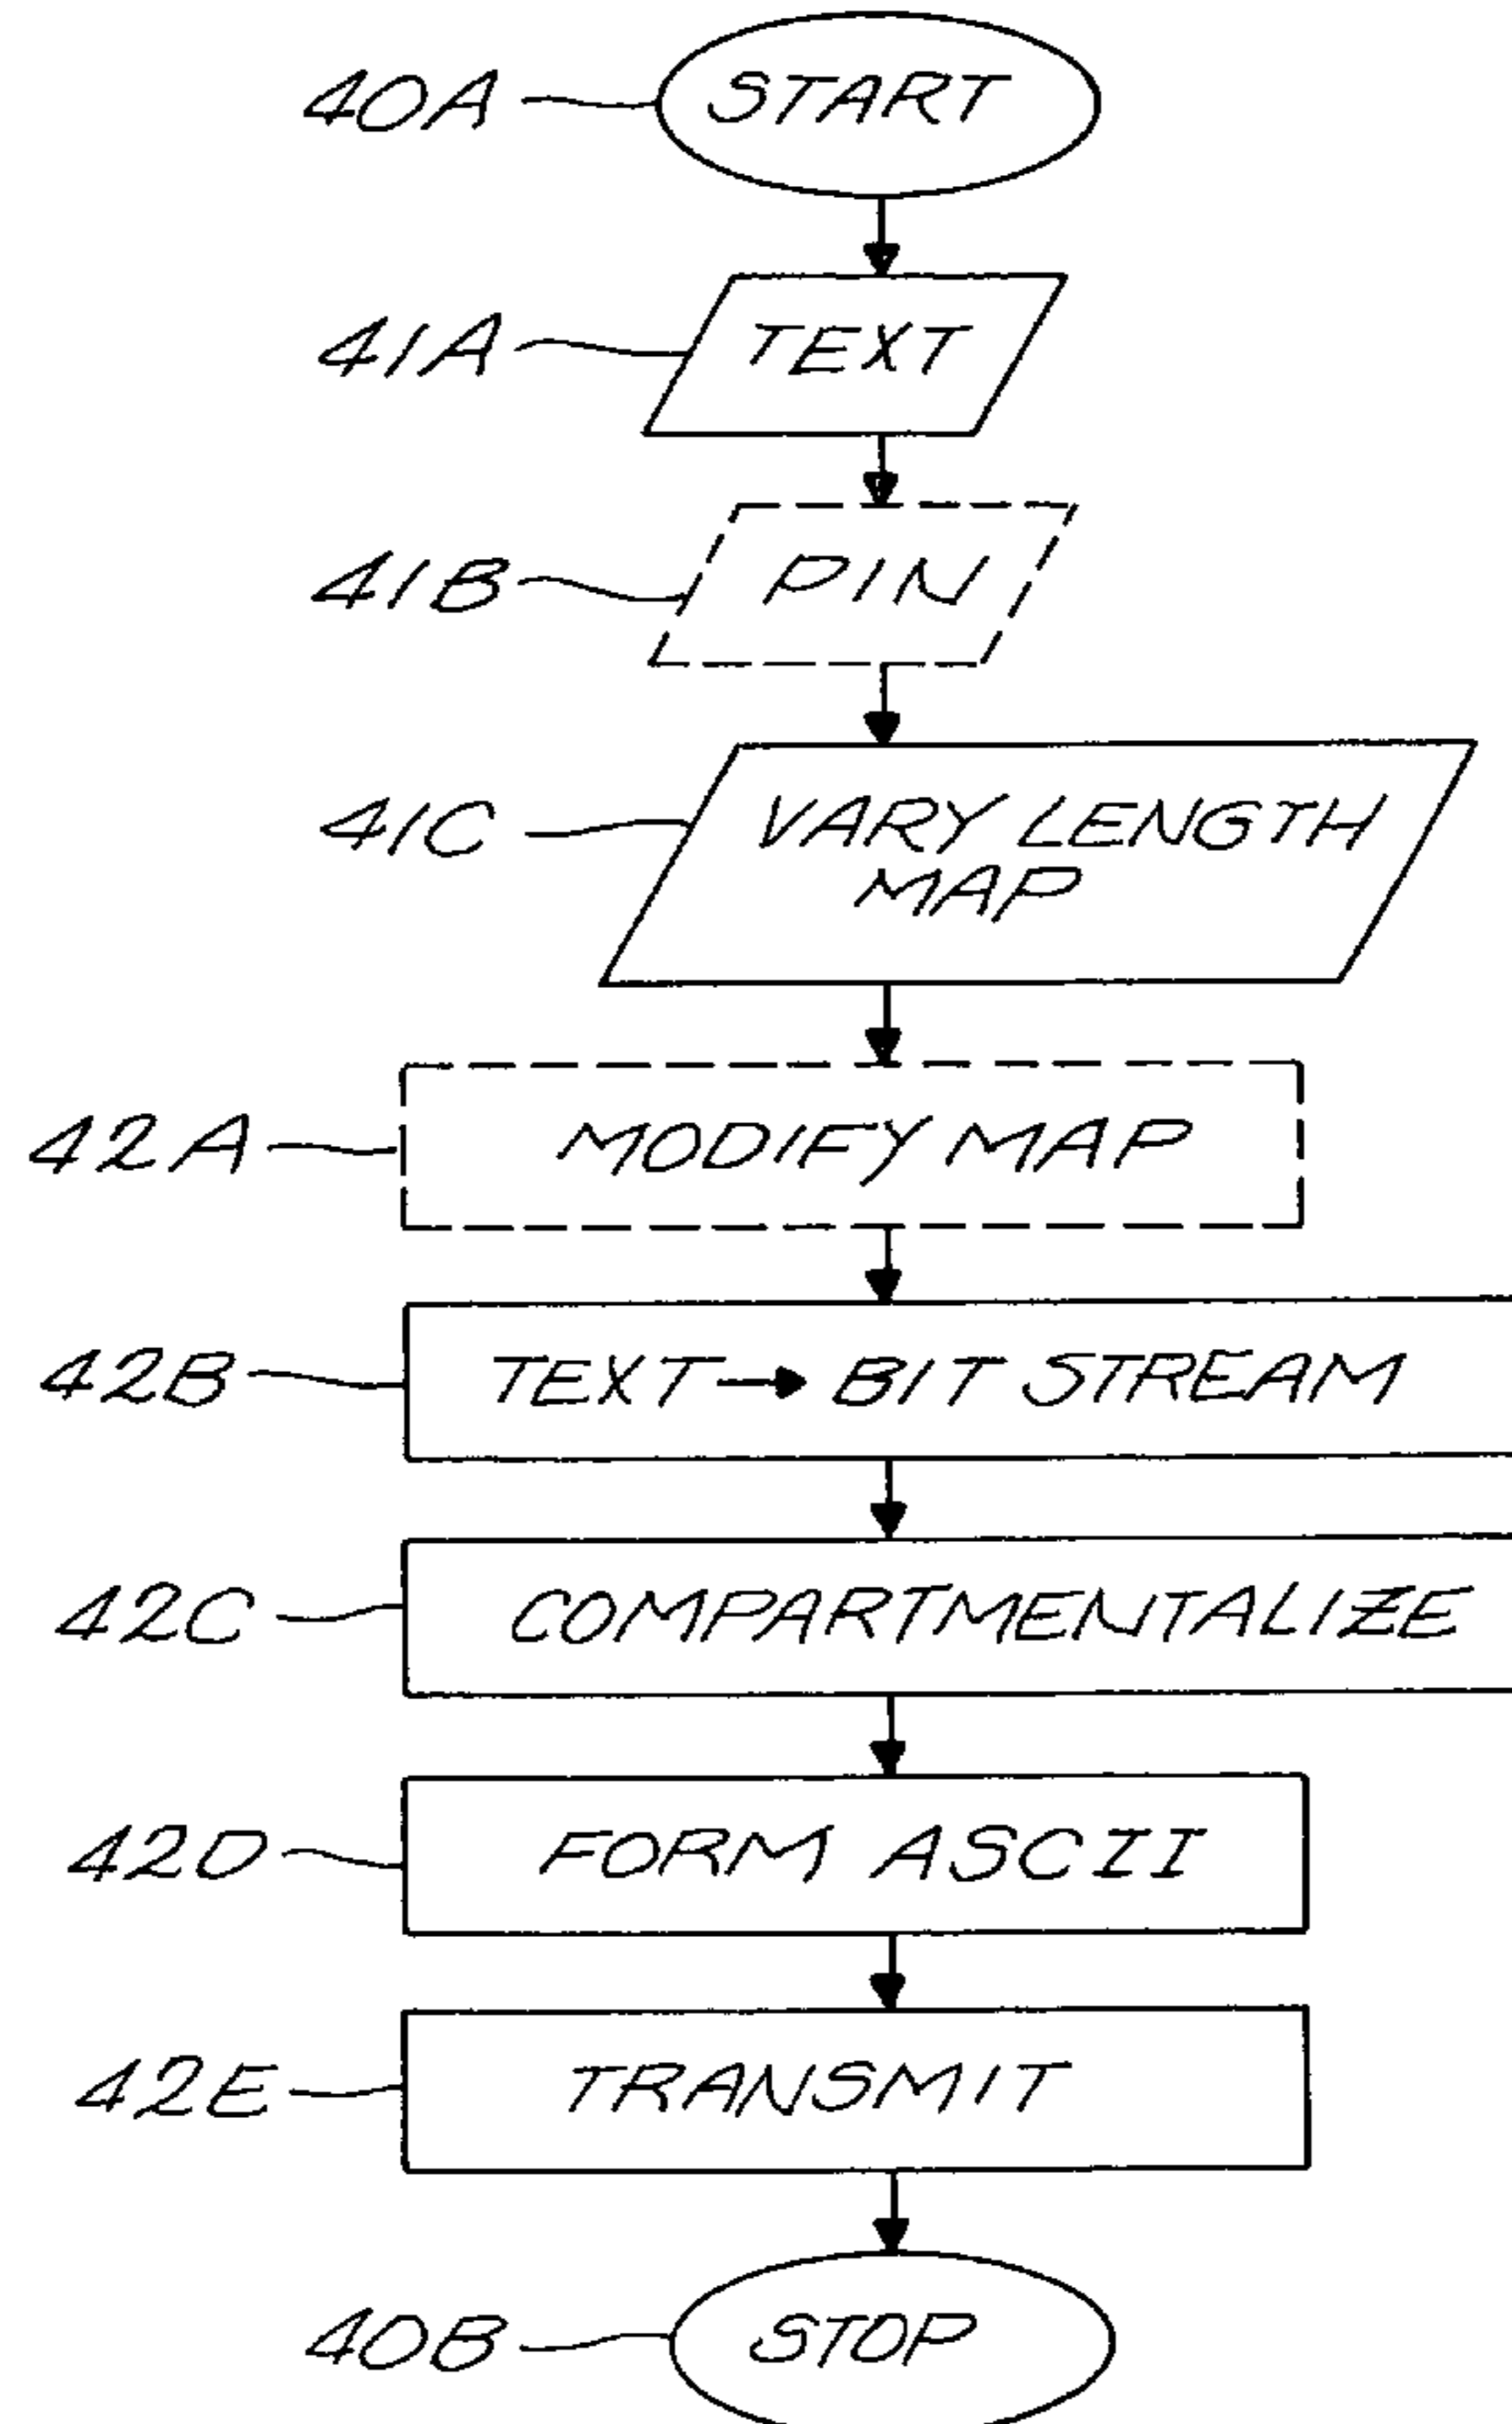 40A START
41A TEXT
41B PIN
41C VARY LENGTH
MAP
42A MODIFY MAP
42B TEXT → BIT STREAM
42C COMPARTMENTALIZE
42D FORM ASCII
42E TRANSMIT
40B STOP